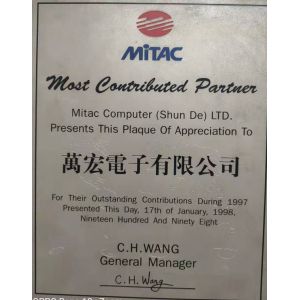 MiTAC
Most Contributed Partner
Mitac Computer (Shun De) LTD.
Presents This Plaque Of Appreciation To
萬宏電子有限公司
For Their Outstanding Contributions During 1997
Presented This Day, 17th of January, 1998,
Nineteen Hundred And Ninety Eight
C.H.WANG
General Manager
C.H. Wang